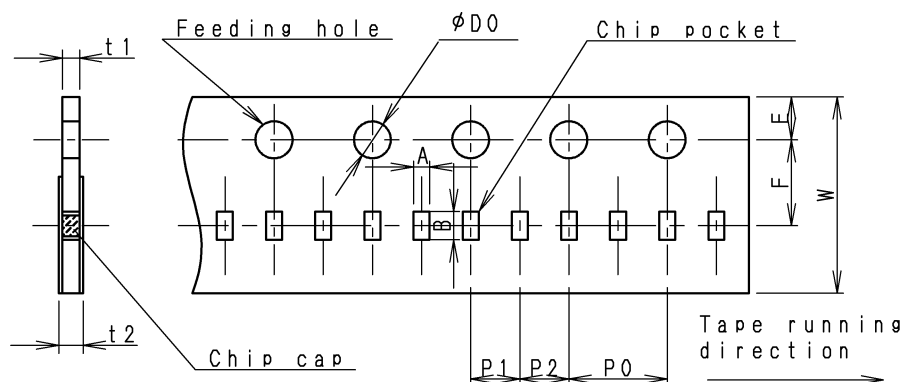 Feeding hole
φD0
Chip pocket
t1
A
B
E
F
W
t2
Chip cap
P1
P2
P0
Tape running
direction